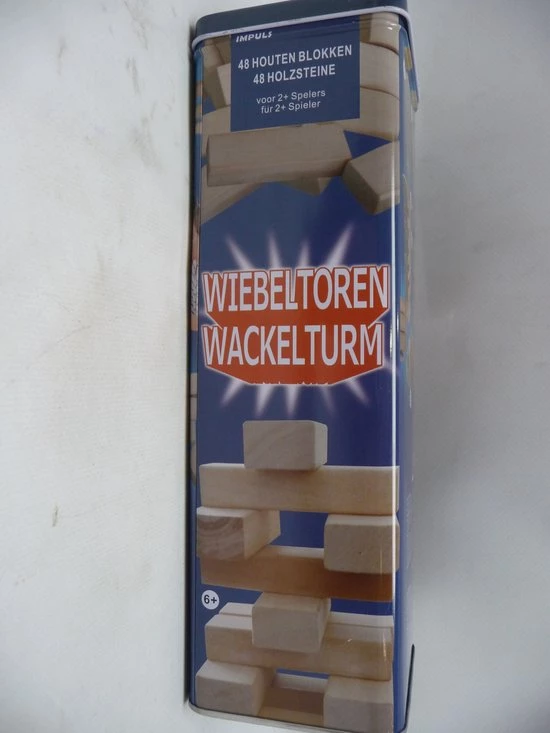 IMPULS
48 HOUTEN BLOKKEN
48 HOLZSTEINE
voor 2+ Spelers
für 2+ Spieler
WIEBELTOREN
WACKELTURM
6+